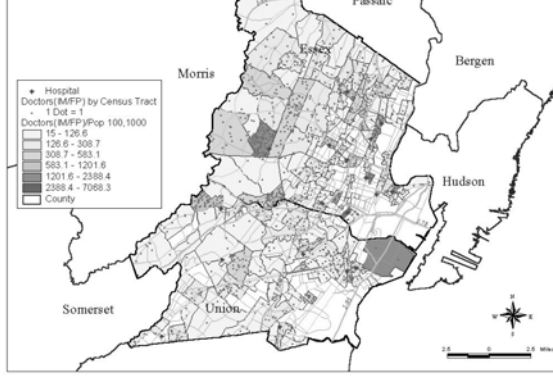 Passaic
Essex
Bergen
Morris
Hospital
Doctors(IM/FP) by Census Tract
1 Dot = 1
Doctors(IM/FP)/Pop 100,1000
15 - 126.6
126.6 - 308.7
308.7 - 583.1
583.1 - 1201.6
1201.6 - 2388.4
2388.4 - 7068.3
County
Hudson
Somerset
Union
N
W E
S
2.5 0 2.5 Miles